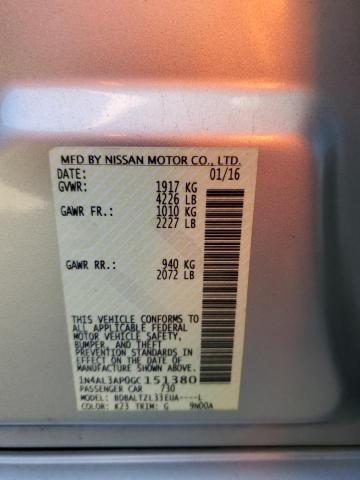 MFD BY NISSAN MOTOR CO., LTD.
DATE: 01/16
GVWR: 1917 KG
4226 LB
GAWR FR.: 1010 KG
2227 LB
GAWR RR.: 940 KG
2072 LB
THIS VEHICLE CONFORMS TO
ALL APPLICABLE FEDERAL
MOTOR VEHICLE SAFETY,
BUMPER, AND THEFT
PREVENTION STANDARDS IN
EFFECT ON THE DATE OF
MANUFACTURE SHOWN ABOVE.
1N4AL3AP0GC151380
PASSENGER CAR 730
MODEL: BDBALTZL33EUA----L
COLOR: K23 TRIM: G 9N00A